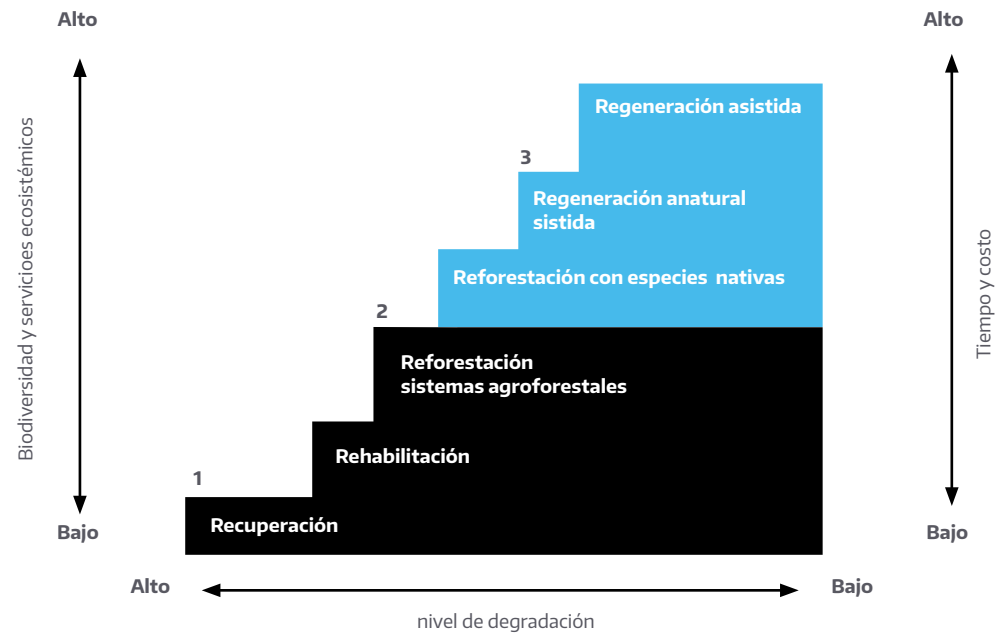 Alto
Alto
Biodiversidad y servicioes ecosistémicos
Tiempo y costo
Regeneración asistida
3
Regeneración anatural
sistida
Reforestación con especies nativas
2
Reforestación
sistemas agroforestales
Rehabilitación
1
Recuperación
Bajo
Bajo
Alto
Bajo
nivel de degradación